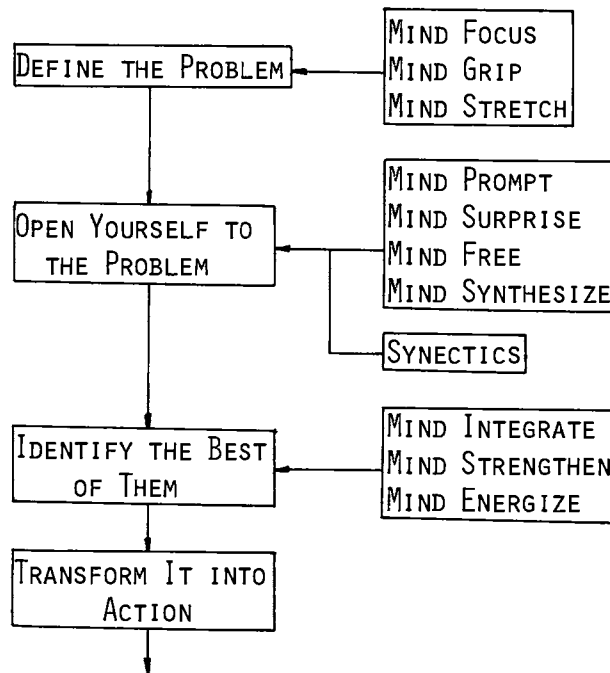 DEFINE THE PROBLEM
MIND FOCUS
MIND GRIP
MIND STRETCH
OPEN YOURSELF TO
THE PROBLEM
MIND PROMPT
MIND SURPRISE
MIND FREE
MIND SYNTHESIZE
SYNECTICS
IDENTIFY THE BEST
OF THEM
MIND INTEGRATE
MIND STRENGTHEN
MIND ENERGIZE
TRANSFORM IT INTO
ACTION